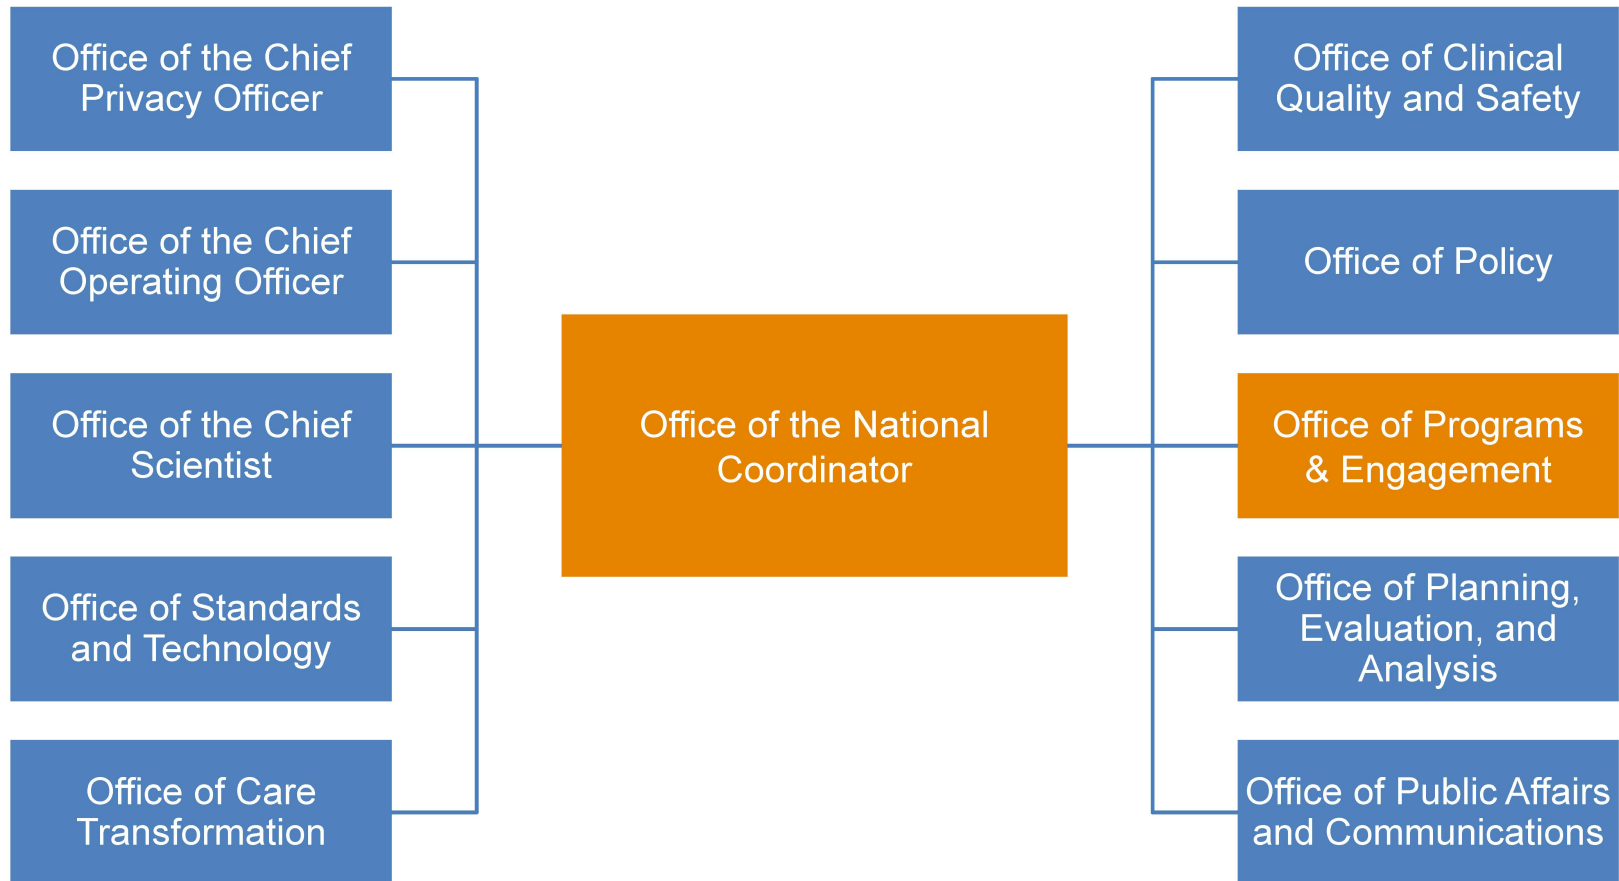 Office of the Chief
Privacy Officer
Office of the Chief
Operating Officer
Office of the Chief
Scientist
Office of Standards
and Technology
Office of Care
Transformation
Office of the National
Coordinator
Office of Clinical
Quality and Safety
Office of Policy
Office of Programs
& Engagement
Office of Planning,
Evaluation, and
Analysis
Office of Public Affairs
and Communications